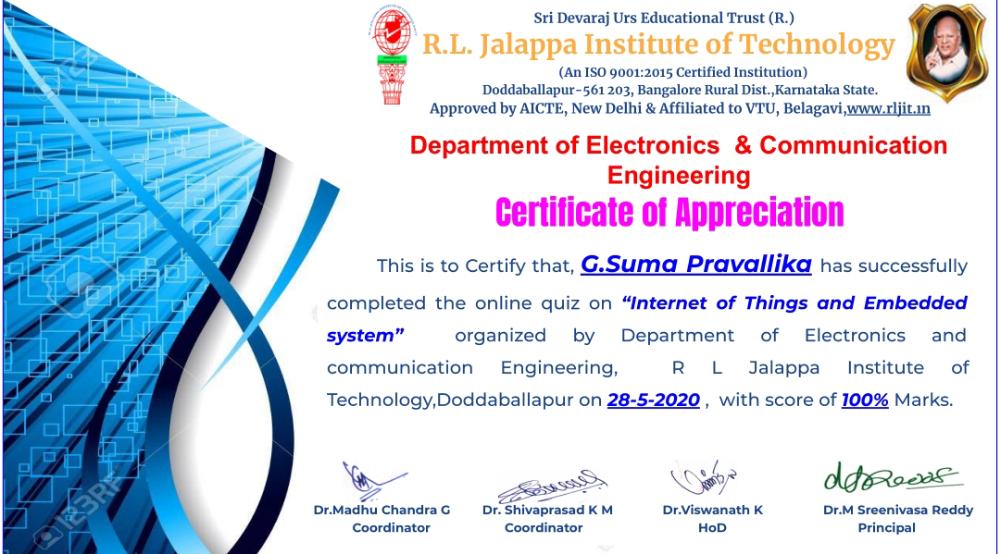 Sri Devaraj Urs Educational Trust (R.)
R.L. Jalappa Institute of Technology
(An ISO 9001:2015 Certified Institution)
Doddaballapur-561 203, Bangalore Rural Dist.,Karnataka State.
Approved by AICTE, New Delhi & Affiliated to VTU, Belagavi,www.rljit.in
Department of Electronics & Communication
Engineering
Certificate of Appreciation
This is to Certify that, G.Suma Pravallika has successfully
completed the online quiz on “Internet of Things and Embedded
system” organized by Department of Electronics and
communication Engineering, R L Jalappa Institute of
Technology,Doddaballapur on 28-5-2020 , with score of 100% Marks.
Dr.Madhu Chandra G
Coordinator
Dr. Shivaprasad K M
Coordinator
Dr.Viswanath K
HoD
Dr.M Sreenivasa Reddy
Principal
123RF